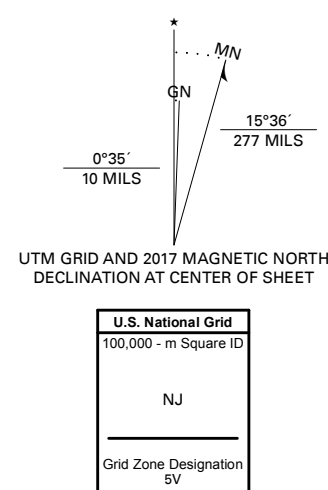 ★
MN
GN
15°36´
277 MILS
0°35´
10 MILS
UTM GRID AND 2017 MAGNETIC NORTH
DECLINATION AT CENTER OF SHEET
U.S. National Grid
100,000 - m Square ID
NJ
Grid Zone Designation
5V